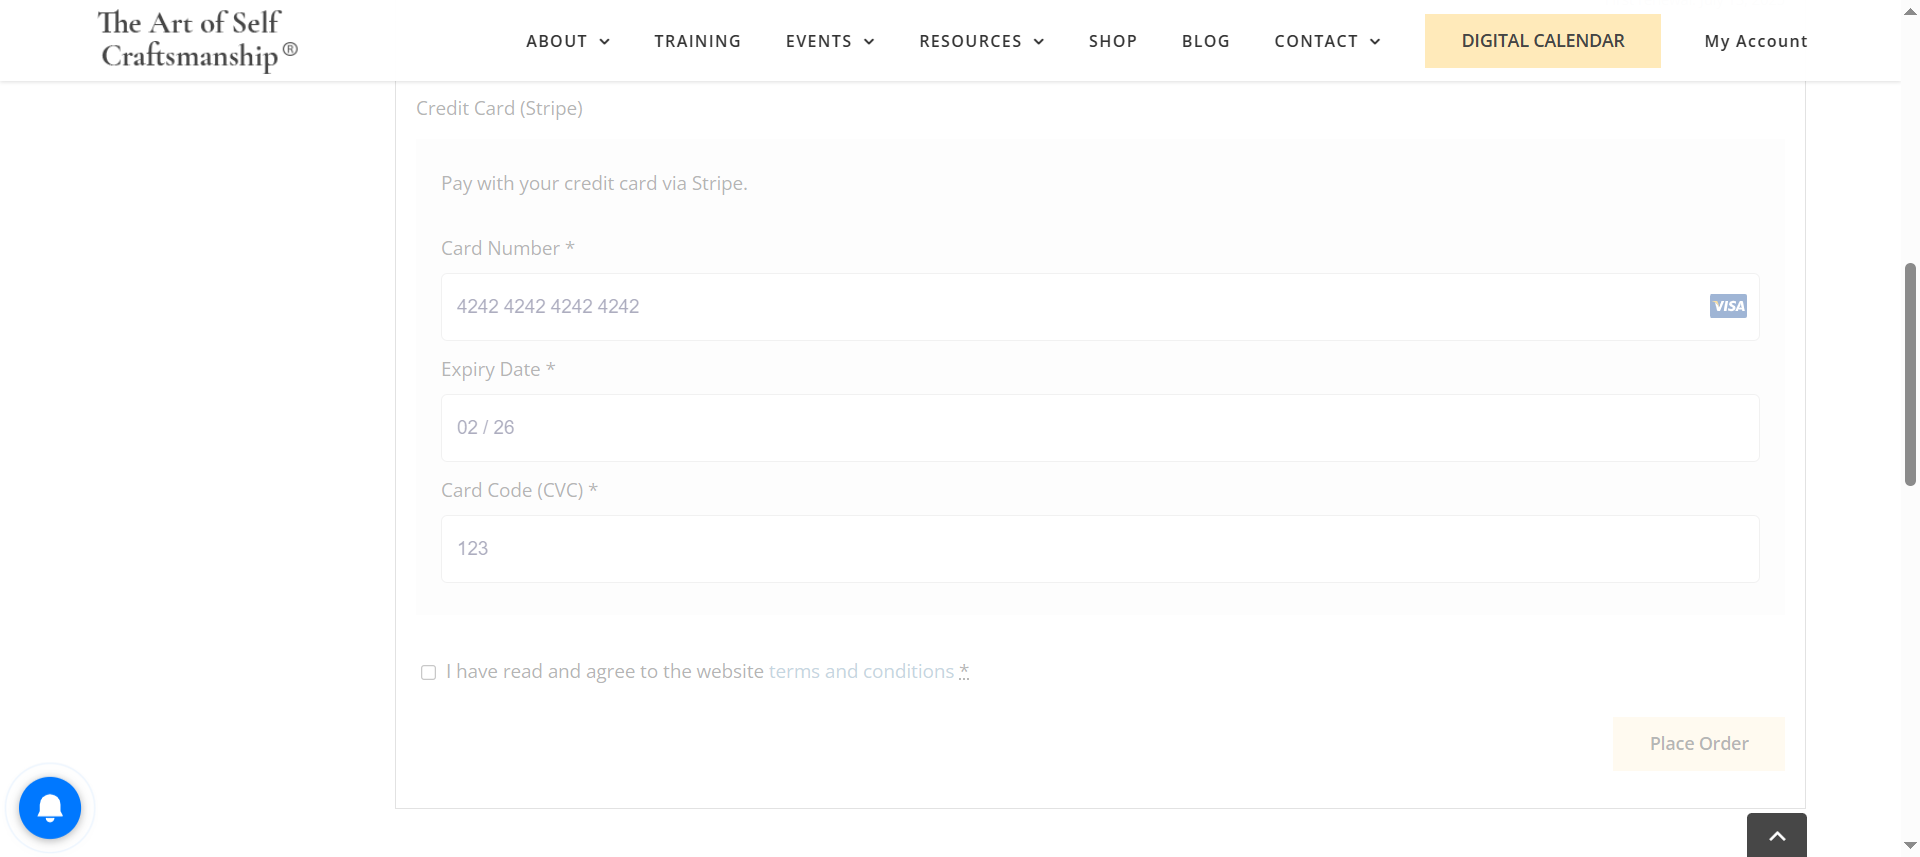 The Art of Self
Craftsmanship®
ABOUT
TRAINING
EVENTS
RESOURCES
SHOP
BLOG
CONTACT
DIGITAL CALENDAR
My Account
Credit Card (Stripe)
Pay with your credit card via Stripe.
Card Number *
4242 4242 4242 4242
VISA
Expiry Date *
02 / 26
Card Code (CVC) *
123
I have read and agree to the website terms and conditions *
Place Order